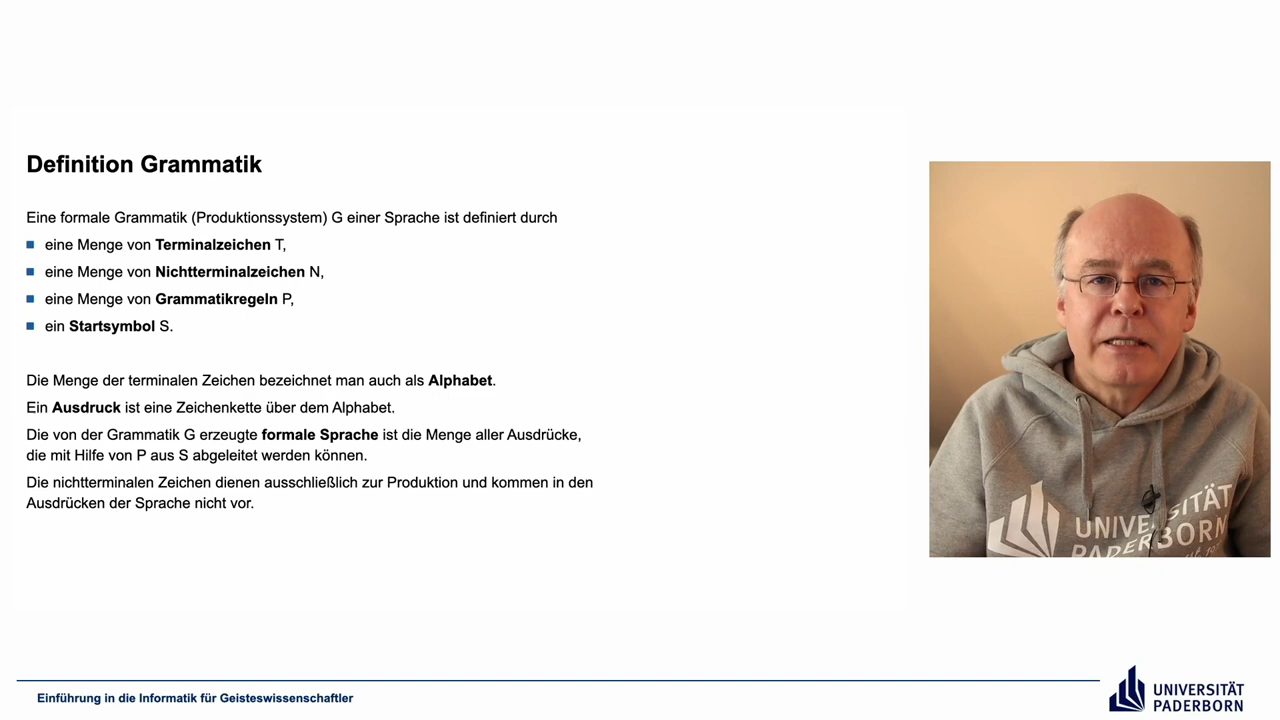 Definition Grammatik
Eine formale Grammatik (Produktionssystem) G einer Sprache ist definiert durch
eine Menge von Terminalzeichen T,
eine Menge von Nichtterminalzeichen N,
eine Menge von Grammatikregeln P,
ein Startsymbol S.
Die Menge der terminalen Zeichen bezeichnet man auch als Alphabet.
Ein Ausdruck ist eine Zeichenkette über dem Alphabet.
Die von der Grammatik G erzeugte formale Sprache ist die Menge aller Ausdrücke,
die mit Hilfe von P aus S abgeleitet werden können.
Die nichtterminalen Zeichen dienen ausschließlich zur Produktion und kommen in den
Ausdrücken der Sprache nicht vor.
UNIVERSITÄT
PADERBORN
Einführung in die Informatik für Geisteswissenschaftler
UNIVERSITÄT
PADERBORN